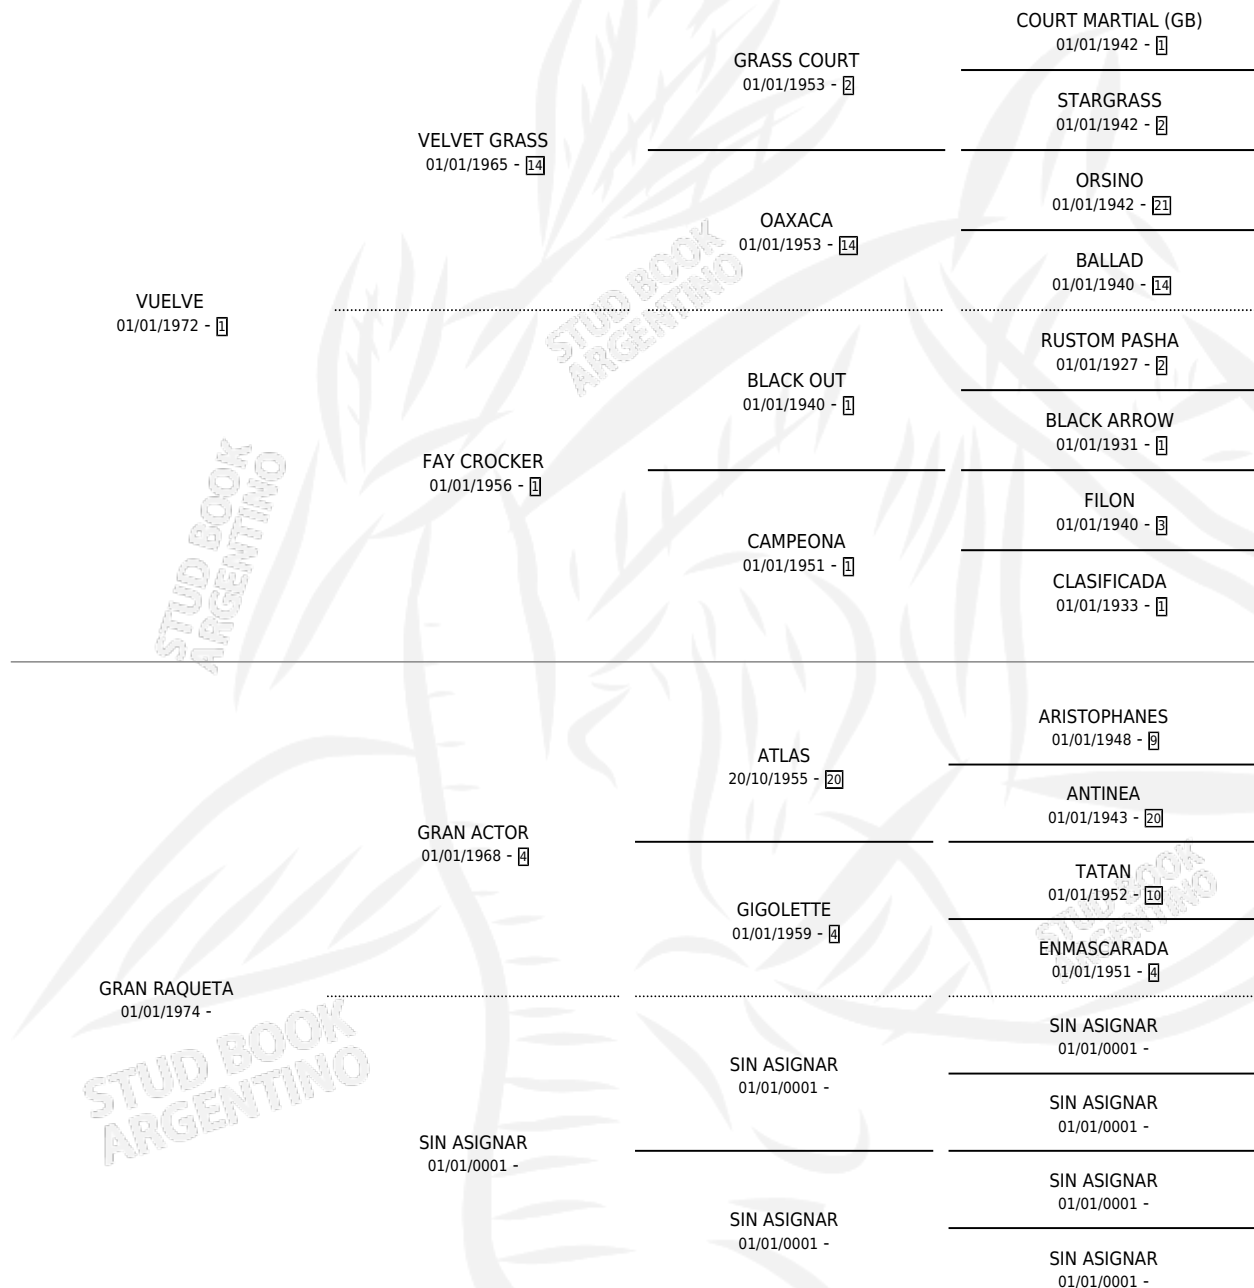 COURT MARTIAL (GB)
01/01/1942 - 1
GRASS COURT
01/01/1953 - 2
STARGRASS
01/01/1942 - 2
VELVET GRASS
01/01/1965 - 14
ORSINO
01/01/1942 - 21
OAXACA
01/01/1953 - 14
BALLAD
01/01/1940 - 14
VUELVE
01/01/1972 - 1
RUSTOM PASHA
01/01/1927 - 2
BLACK OUT
01/01/1940 - 1
BLACK ARROW
01/01/1931 - 1
FAY CROCKER
01/01/1956 - 1
FILON
01/01/1940 - 3
CAMPEONA
01/01/1951 - 1
CLASIFICADA
01/01/1933 - 1
ARISTOPHANES
01/01/1948 - 9
ATLAS
20/10/1955 - 20
ANTINEA
01/01/1943 - 20
GRAN ACTOR
01/01/1968 - 4
TATAN
01/01/1952 - 10
GIGOLETTE
01/01/1959 - 4
ENMASCARADA
01/01/1951 - 4
GRAN RAQUETA
01/01/1974 -
SIN ASIGNAR
01/01/0001 -
SIN ASIGNAR
01/01/0001 -
SIN ASIGNAR
01/01/0001 -
SIN ASIGNAR
01/01/0001 -
SIN ASIGNAR
01/01/0001 -
SIN ASIGNAR
01/01/0001 -
SIN ASIGNAR
01/01/0001 -
STUD BOOK
ARGENTINO
STUD BOOK
ARGENTINO
STUD BOOK
ARGENTINO
STUD BOOK
ARGENTINO